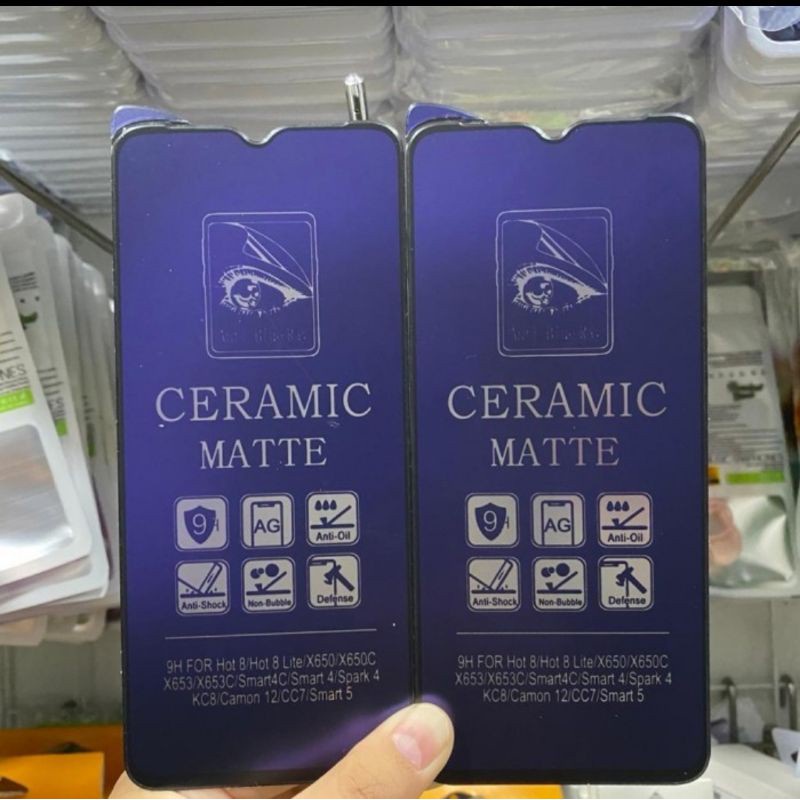 CERAMIC
MATTE
9H
AG
Anti-Oil
Anti-Shock
Non-Bubble
Defense
9H FOR Hot 8/Hot 8 Lite/X650/X650C
X653/X653C/Smart4C/Smart 4/Spark 4
KC8/Camon 12/CC7/Smart 5
CERAMIC
MATTE
9H
AG
Anti-Oil
Anti-Shock
Non-Bubble
Defense
9H FOR Hot 8/Hot 8 Lite/X650/X650C
X653/X653C/Smart4C/Smart 4/Spark 4
KC8/Camon 12/CC7/Smart 5